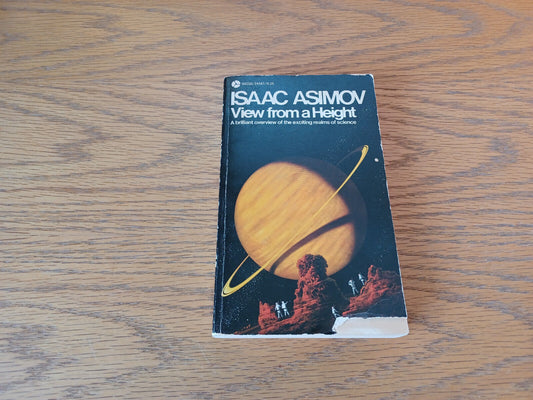 ISAAC ASIMOV
View from a Height
A brilliant overview of the exciting realms of science